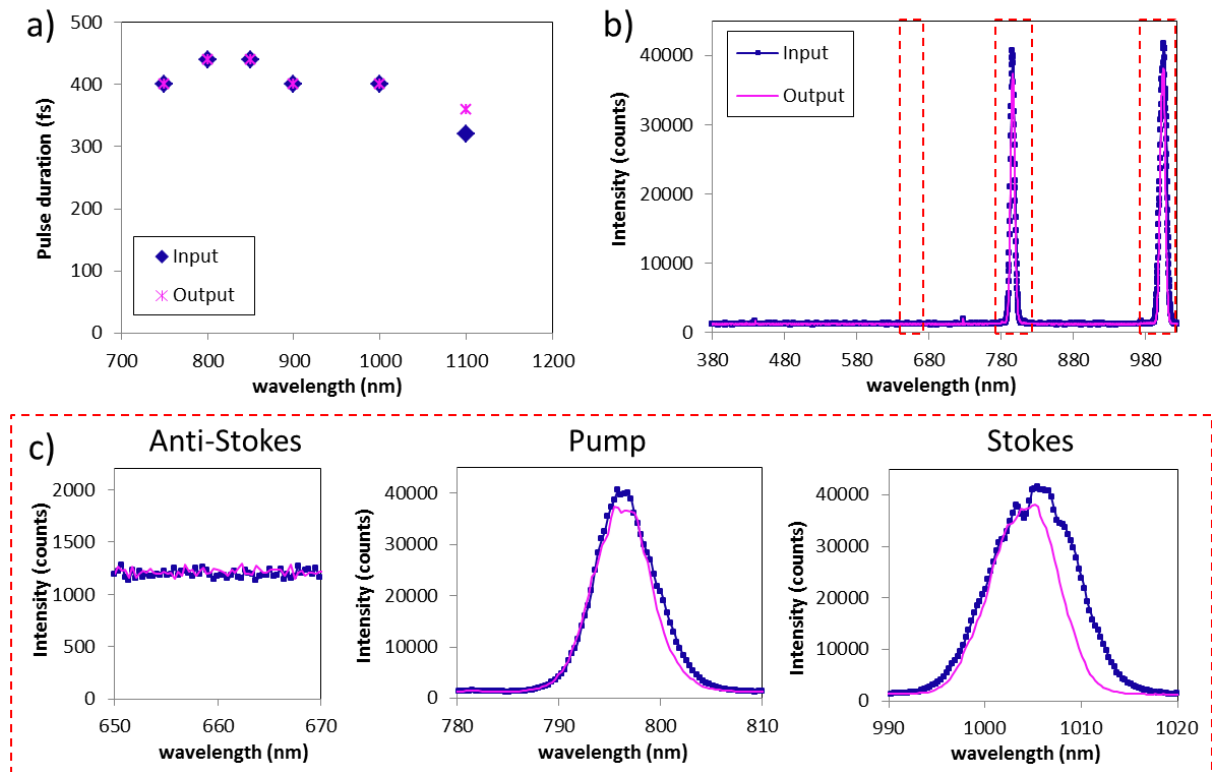 a)
500
400
300
200
100
0
700 800 900 1000 1100 1200
Pulse duration (fs)
wavelength (nm)
Input
Output
b)
40000
30000
20000
10000
0
380 480 580 680 780 880 980
Intensity (counts)
wavelength (nm)
Input
Output
c)
Anti-Stokes
2000
1500
1000
500
0
650 660 670
Intensity (counts)
wavelength (nm)
Pump
40000
30000
20000
10000
0
780 790 800 810
Intensity (counts)
wavelength (nm)
Stokes
40000
30000
20000
10000
0
990 1000 1010 1020
Intensity (counts)
wavelength (nm)